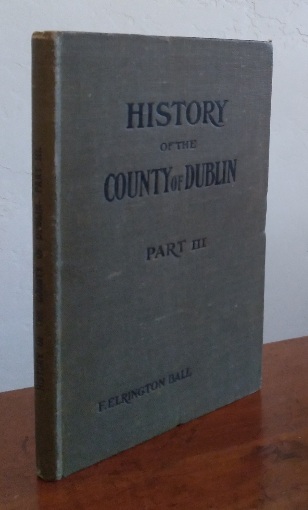 HISTORY
OF THE
COUNTY OF DUBLIN
PART III
F. ELRINGTON BALL